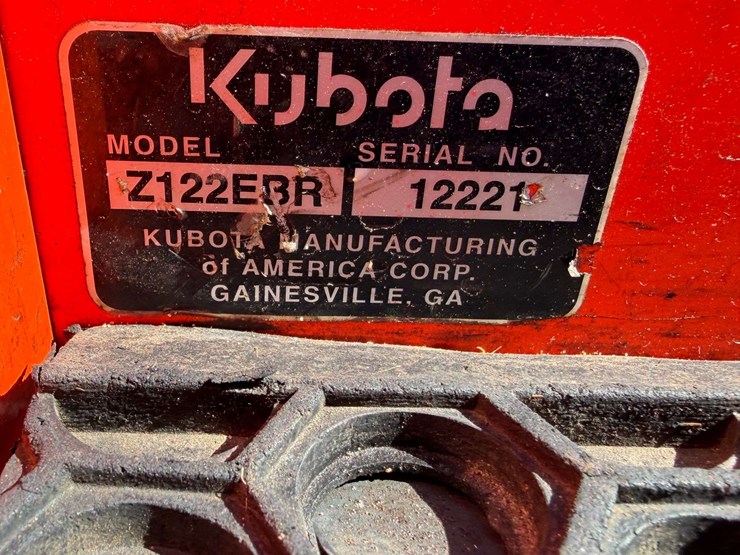 Kubota
MODEL SERIAL NO.
Z122EBR 12221
KUBOTA MANUFACTURING
of AMERICA CORP.
GAINESVILLE, GA